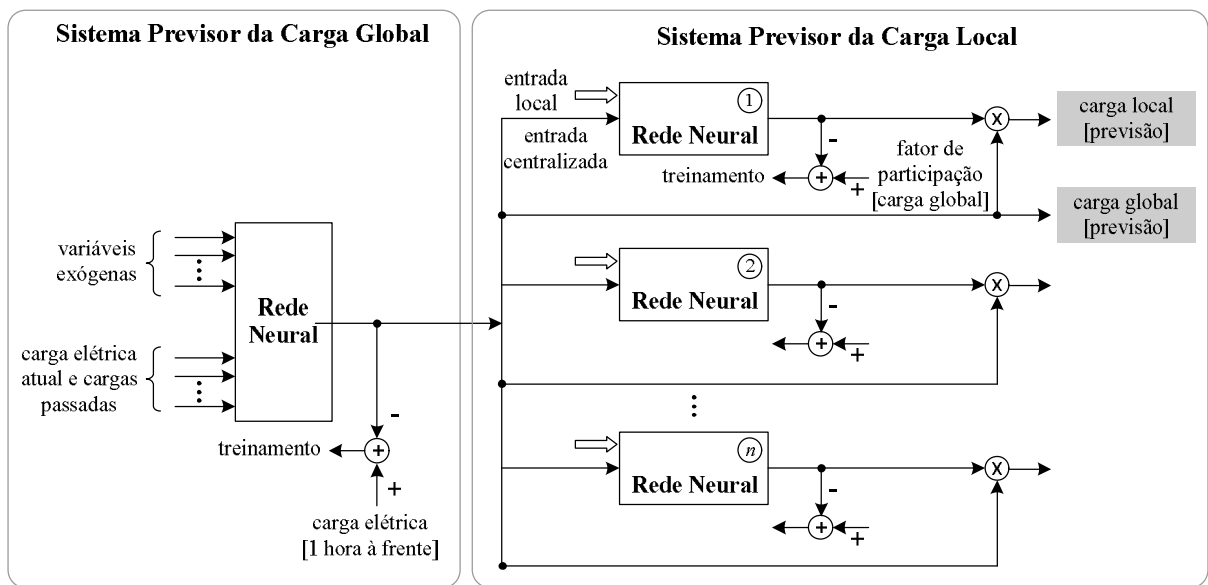 Sistema Previsor da Carga Global
variáveis
exógenas
carga elétrica
atual e cargas
passadas
Rede
Neural
-
treinamento
+
+
carga elétrica
[1 hora à frente]
Sistema Previsor da Carga Local
entrada
local
entrada
centralizada
1
Rede Neural
-
treinamento
+
+
fator de
participação
[carga global]
x
carga local
[previsão]
carga global
[previsão]
2
Rede Neural
-
+
+
x
n
Rede Neural
-
+
+
x